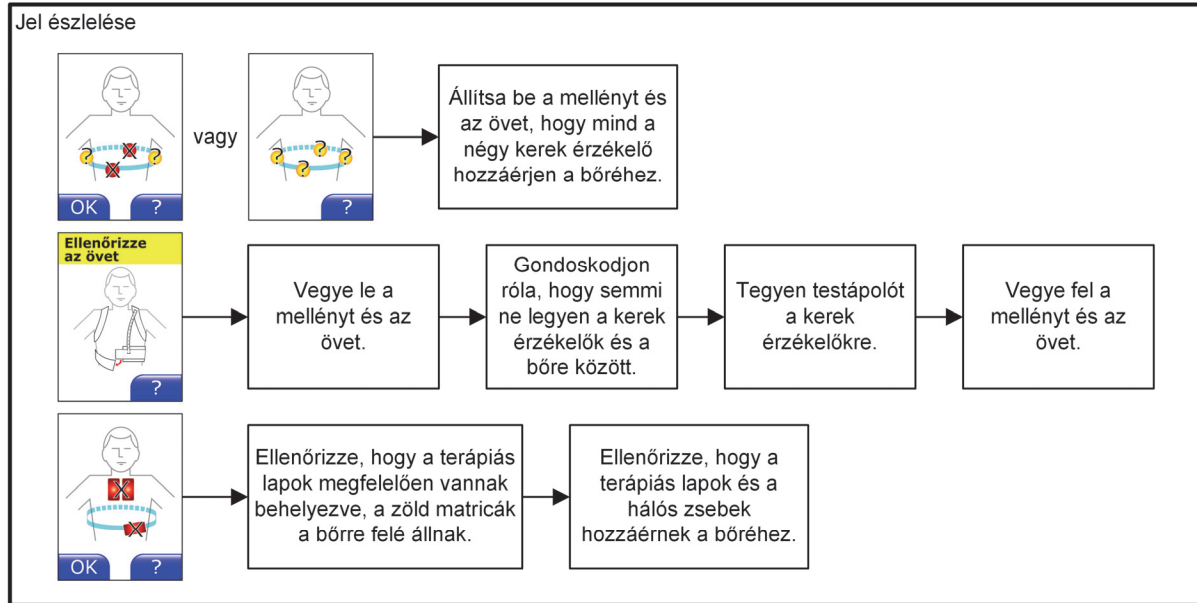 Jel észlelése
OK
?
vagy
?
?
?
?
?
?
?
Állítsa be a mellényt és
az övet, hogy mind a
négy kerek érzékelő
hozzáérjen a bőréhez.
Ellenőrizze
az övet
?
Vegye le a
mellényt és az
övet.
Gondoskodjon
róla, hogy semmi
ne legyen a kerek
érzékelők és a
bőre között.
Tegyen testápolót
a kerek
érzékelőkre.
Vegye fel a
mellényt és az
övet.
OK
?
Ellenőrizze, hogy a terápiás
lapok megfelelően vannak
behelyezve, a zöld matricák
a bőrre felé állnak.
Ellenőrizze, hogy a
terápiás lapok és a
hálós zsebek
hozzáérnek a bőréhez.